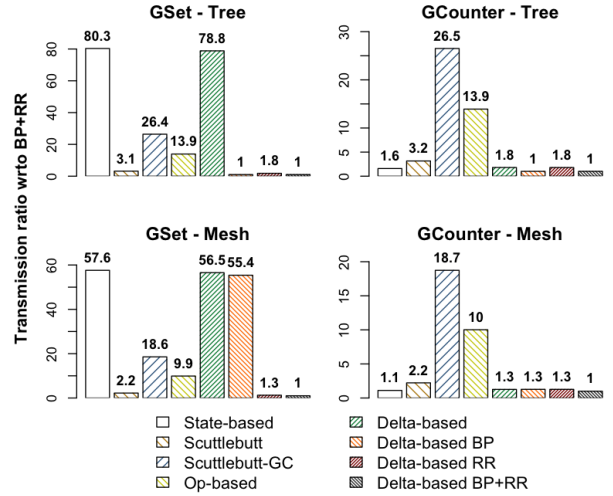 GSet - Tree
GCounter - Tree
Transmission ratio wrto BP+RR
80.3 3.1 26.4 13.9 78.8 1 1.8 1
0 20 40 60 80
1.6 3.2 26.5 13.9 1.8 1 1.8 1
0 5 10 15 20 30
GSet - Mesh
GCounter - Mesh
57.6 2.2 18.6 9.9 56.5 55.4 1.3 1
0 20 40 60
1.1 2.2 18.7 10 1.3 1.3 1.3 1
0 5 10 15 20
State-based
Scuttlebutt
Scuttlebutt-GC
Op-based
Delta-based
Delta-based BP
Delta-based RR
Delta-based BP+RR